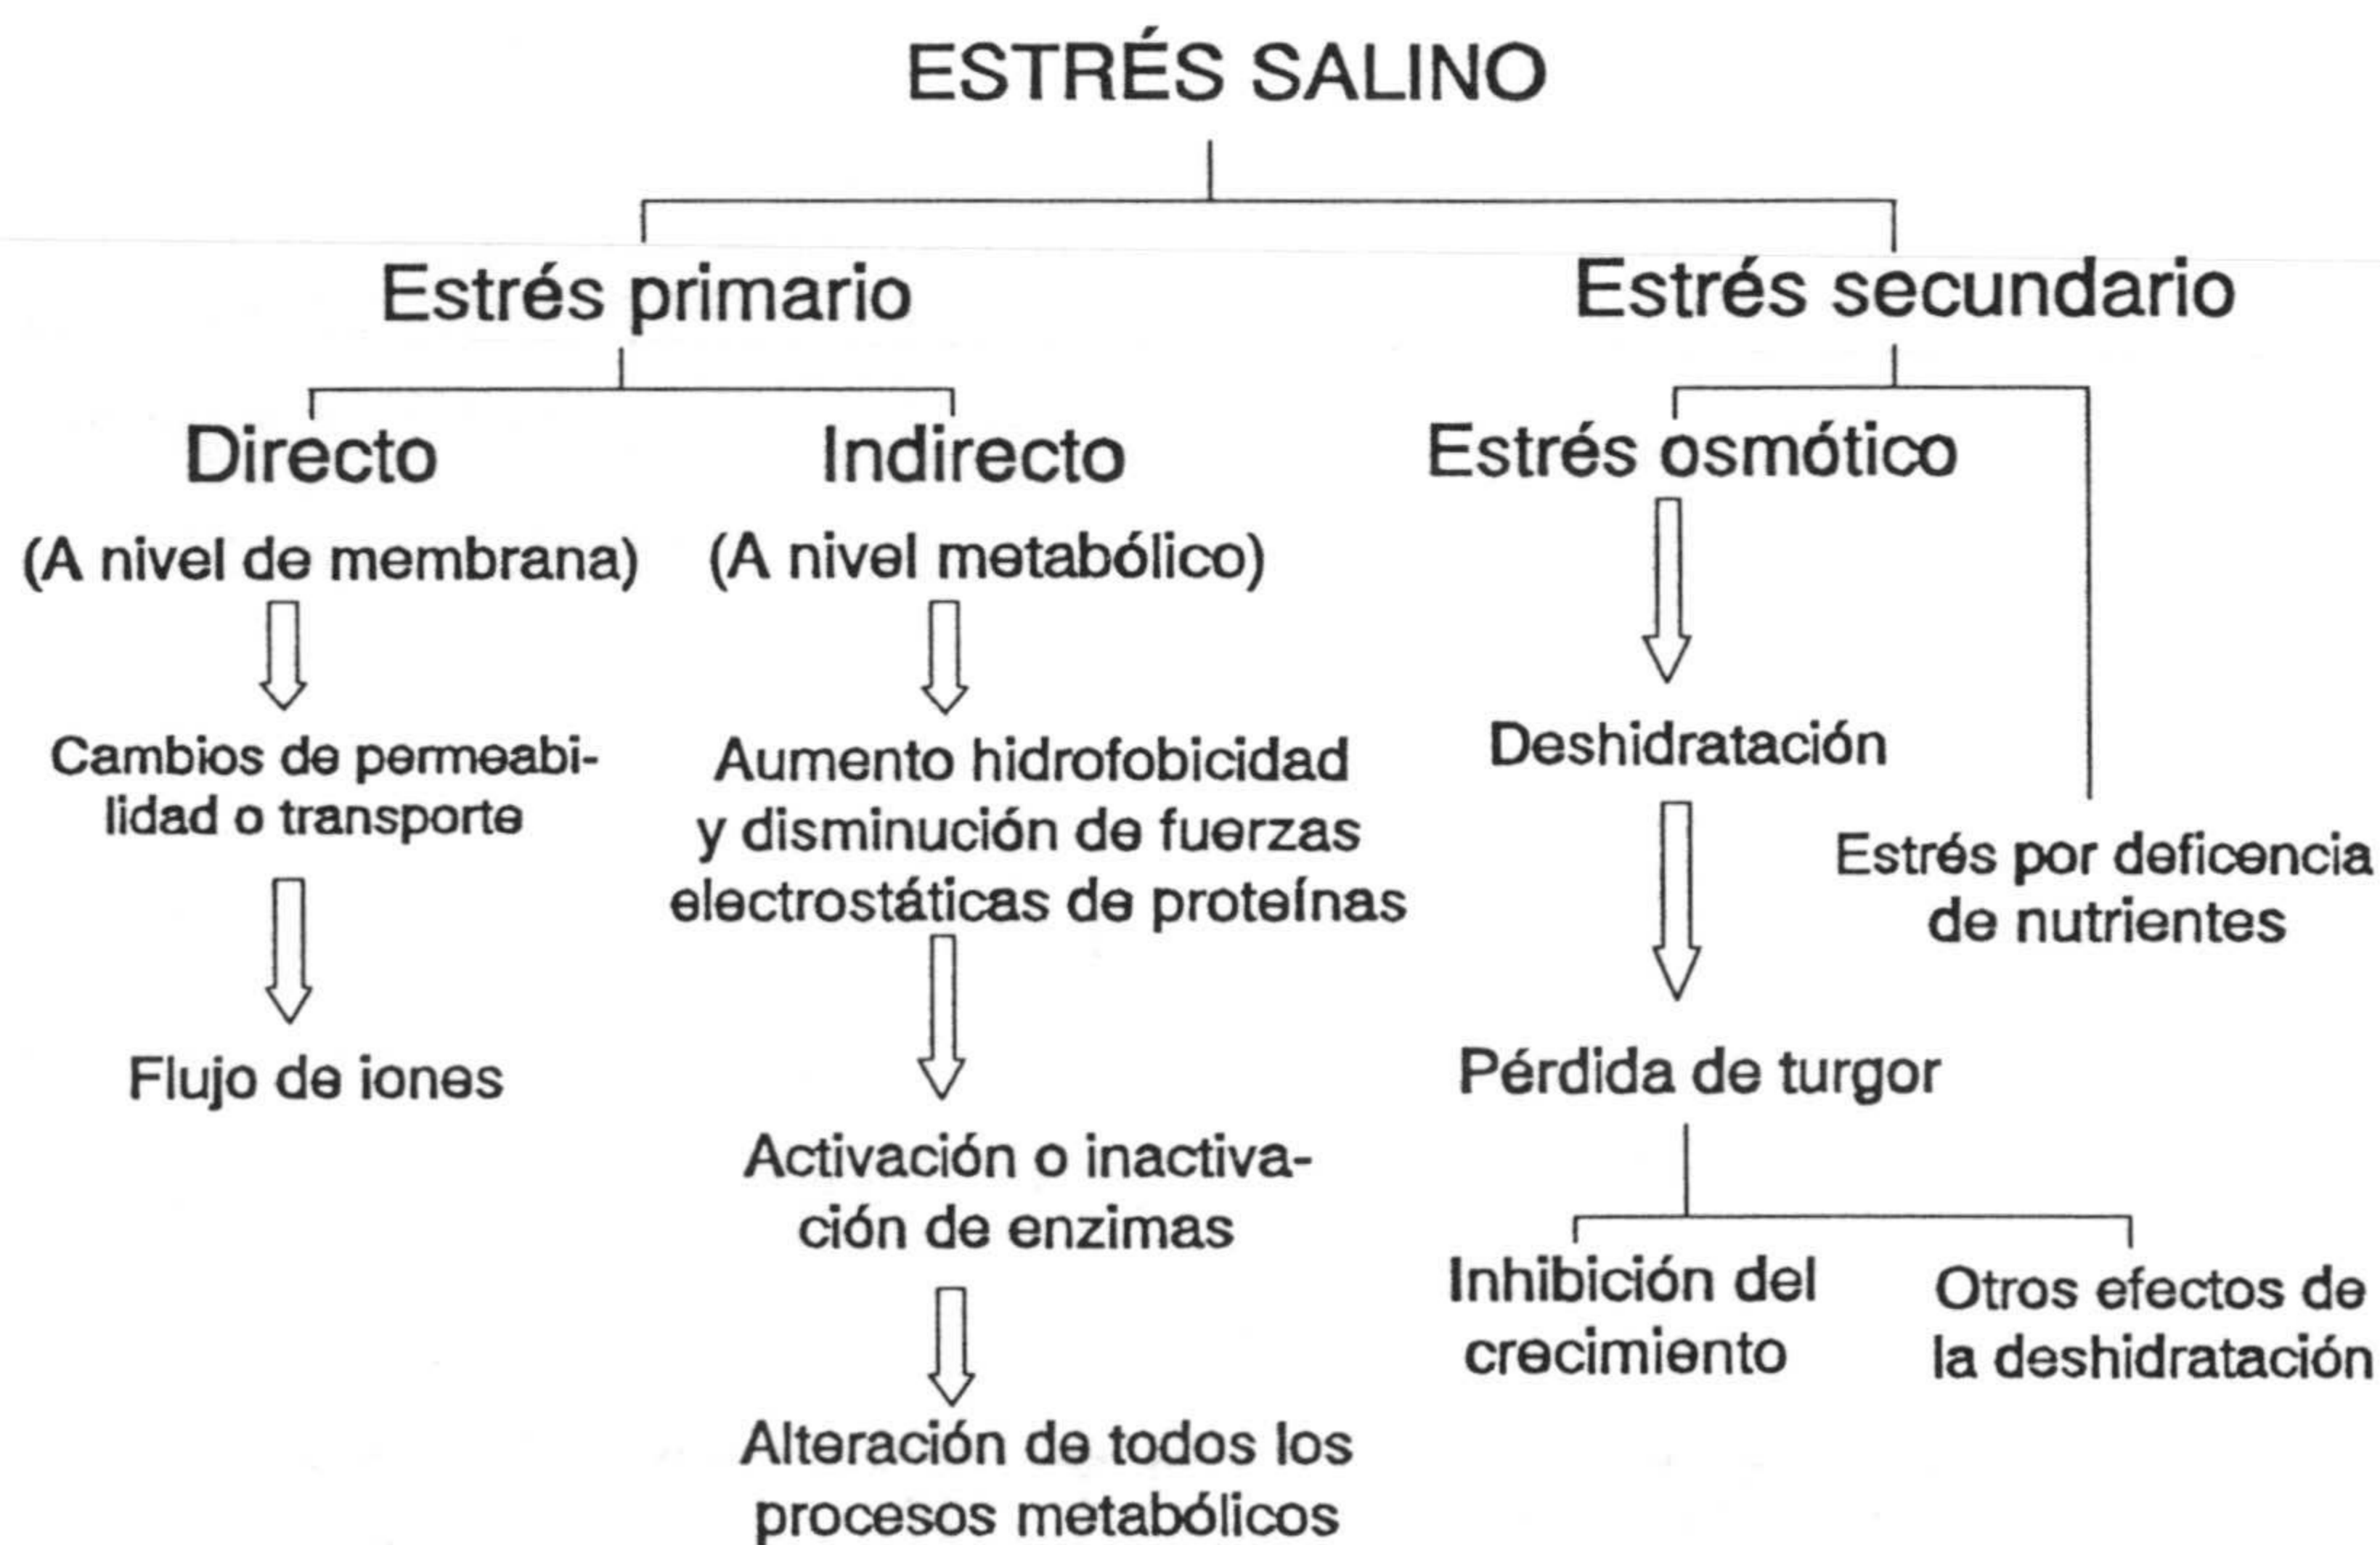 ESTRÉS SALINO
Estrés primario
Estrés secundario
Directo
(A nivel de membrana)
Cambios de permeabi-
lidad o transporte
Flujo de iones
Indirecto
(A nivel metabólico)
Aumento hidrofobicidad
y disminución de fuerzas
electrostáticas de proteínas
Activación o inactiva-
ción de enzimas
Alteración de todos los
procesos metabólicos
Estrés osmótico
Deshidratación
Pérdida de turgor
Inhibición del
crecimiento
Otros efectos de
la deshidratación
Estrés por deficencia
de nutrientes